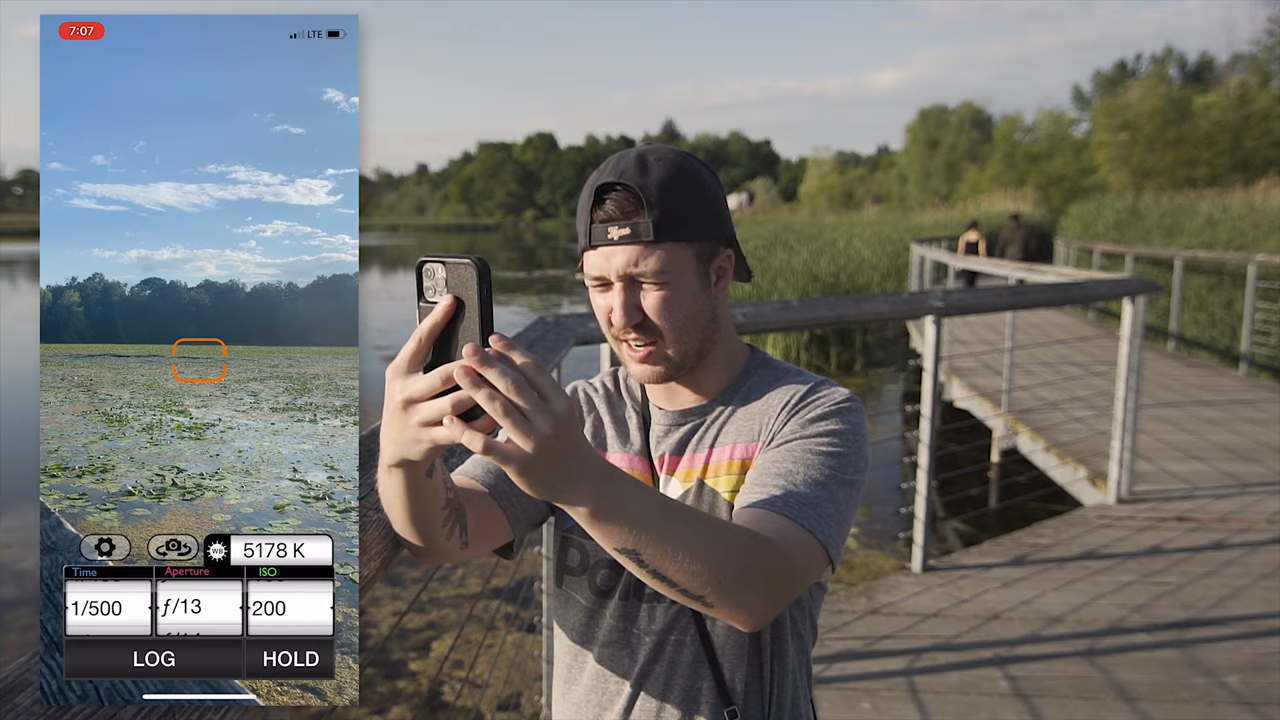 7:07
LTE
WB
5178 K
Time
Aperture
ISO
1/500
ƒ/13
200
LOG
HOLD